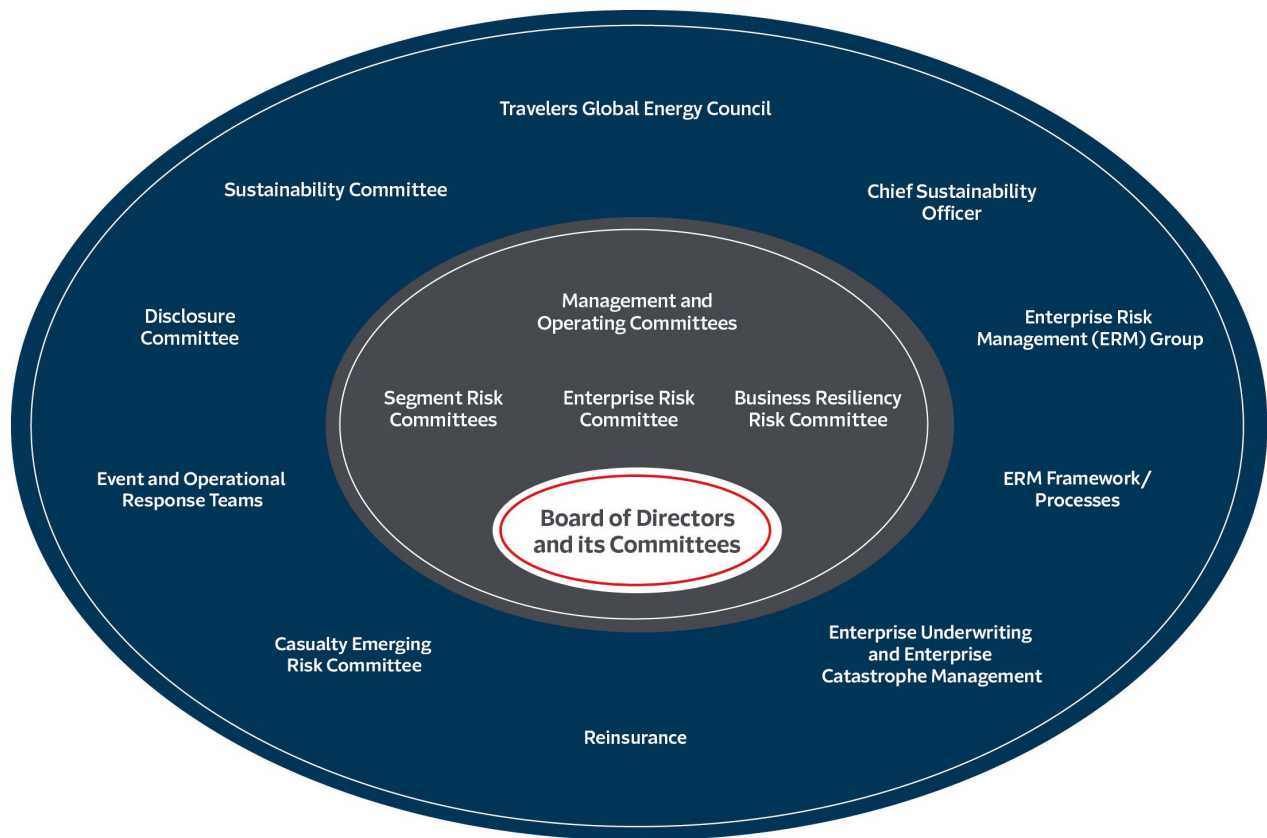 Travelers Global Energy Council
Sustainability Committee
Chief Sustainability
Officer
Management and
Operating Committees
Disclosure
Committee
Enterprise Risk
Management (ERM) Group
Segment Risk
Committees
Enterprise Risk
Committee
Business Resiliency
Risk Committee
Event and Operational
Response Teams
ERM Framework/
Processes
Board of Directors
and its Committees
Casualty Emerging
Risk Committee
Enterprise Underwriting
and Enterprise
Catastrophe Management
Reinsurance